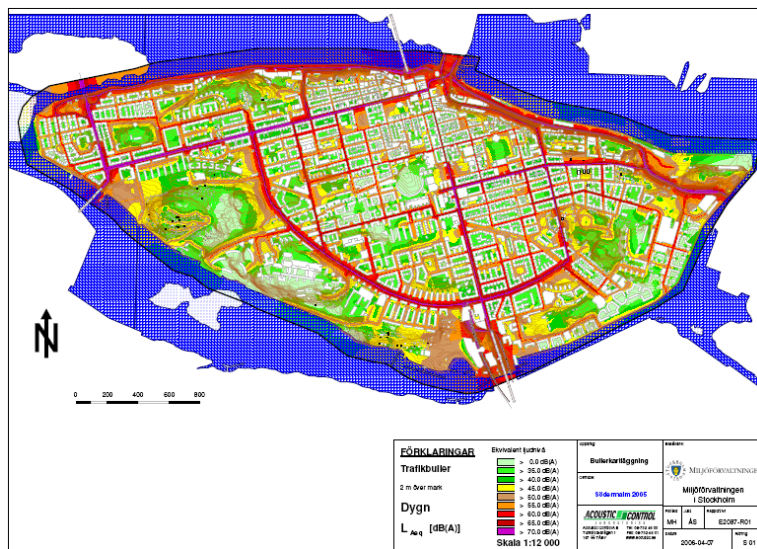 N
0 200 400 600 800
FÖRKLARINGAR
Trafikbuller
2 m över mark
Dygn
L Aeq [dB(A)]
Ekvivalent ljudnivå
> 0.0 dB(A)
> 35.0 dB(A)
> 40.0 dB(A)
> 45.0 dB(A)
> 50.0 dB(A)
> 55.0 dB(A)
> 60.0 dB(A)
> 65.0 dB(A)
> 70.0 dB(A)
Skala 1:12 000
Bullerkartläggning
Södermalm 2005
ACOUSTIC CONTROL
LABORATORIES
MILJÖFÖRVALTNINGEN
Miljöförvaltningen
i Stockholm
MH ÅS E2087-R01
2006-04-07 S 01